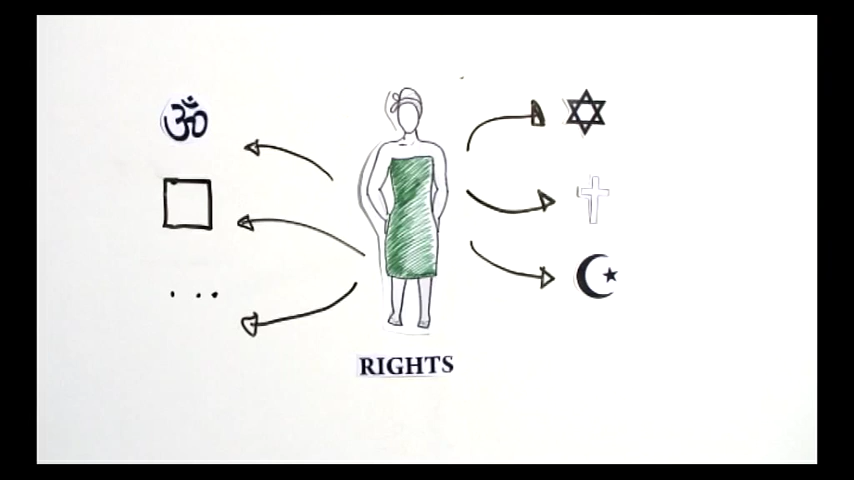 ॐ
. . .
RIGHTS